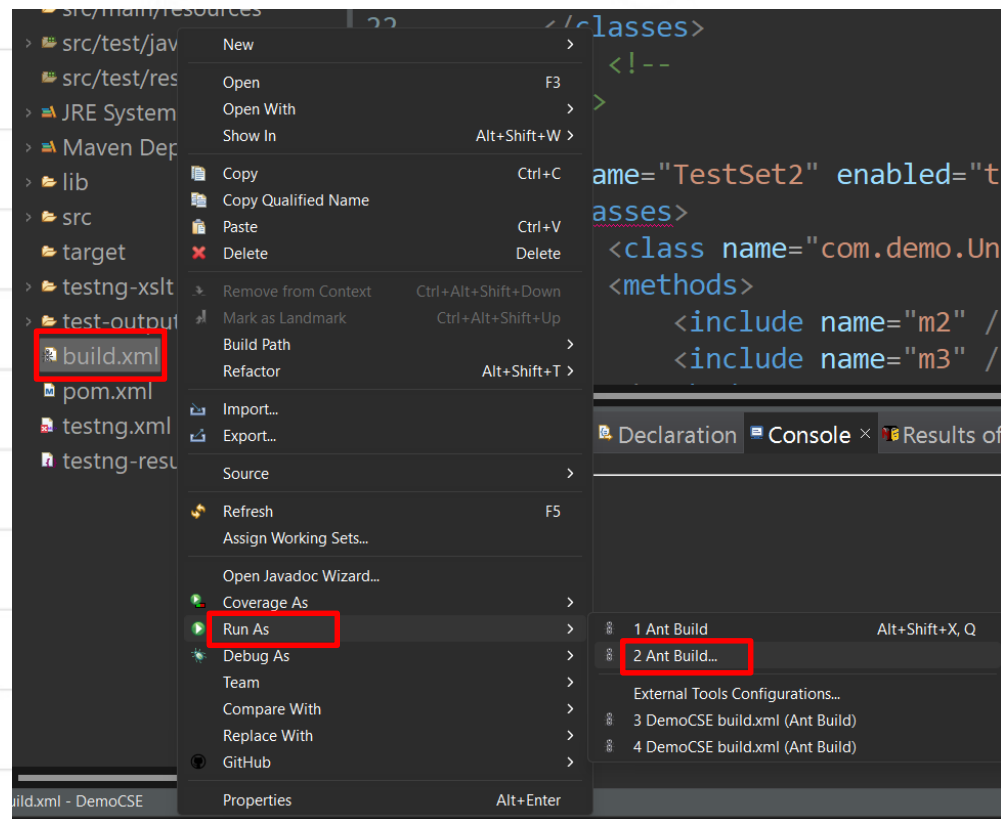 src/main/resources
src/test/jav
src/test/res
JRE System
Maven Dep
lib
src
target
testng-xslt
test-output
build.xml
pom.xml
testng.xml
testng-resu
build.xml - DemoCSE
New
Open F3
Open With
Show In Alt+Shift+W
Copy Ctrl+C
Copy Qualified Name
Paste Ctrl+V
Delete Delete
Remove from Context Ctrl+Alt+Shift+Down
Mark as Landmark Ctrl+Alt+Shift+Up
Build Path
Refactor Alt+Shift+T
Import...
Export...
Source
Refresh F5
Assign Working Sets...
Open Javadoc Wizard...
Coverage As
Run As
Debug As
Team
Compare With
Replace With
GitHub
Properties Alt+Enter
1 Ant Build Alt+Shift+X, Q
2 Ant Build...
External Tools Configurations...
3 DemoCSE build.xml (Ant Build)
4 DemoCSE build.xml (Ant Build)
22 </classes>
<!--
>
ame="TestSet2" enabled="t
asses>
<class name="com.demo.Un
<methods>
<include name="m2" /
<include name="m3" /
Declaration Console × Results of